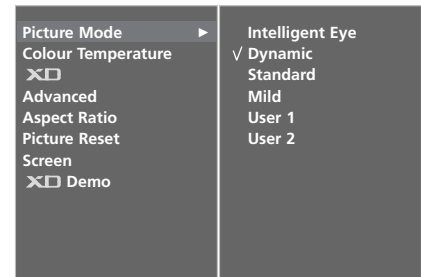 Picture Mode ►
Colour Temperature
XD
Advanced
Aspect Ratio
Picture Reset
Screen
XD Demo
Intelligent Eye
√ Dynamic
Standard
Mild
User 1
User 2